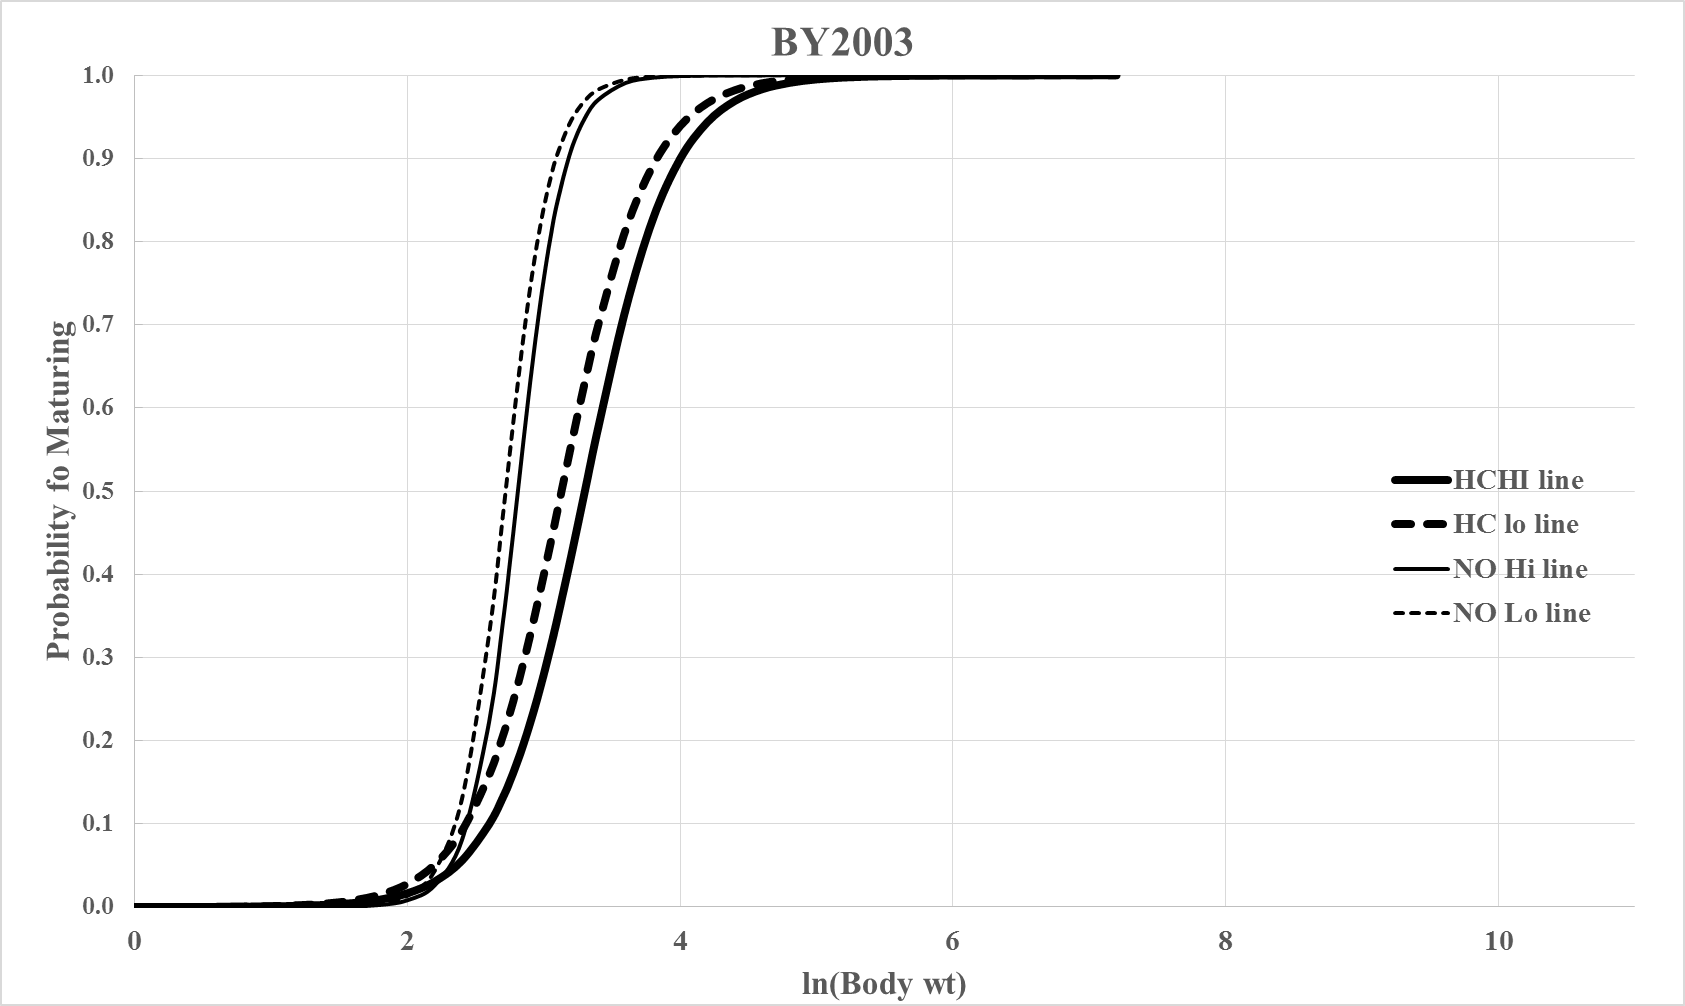 BY2003
Probability fo Maturing
1.0
0.9
0.8
0.7
0.6
0.5
0.4
0.3
0.2
0.1
0.0
0 2 4 6 8 10
ln(Body wt)
HCHI line
HC lo line
NO Hi line
NO Lo line